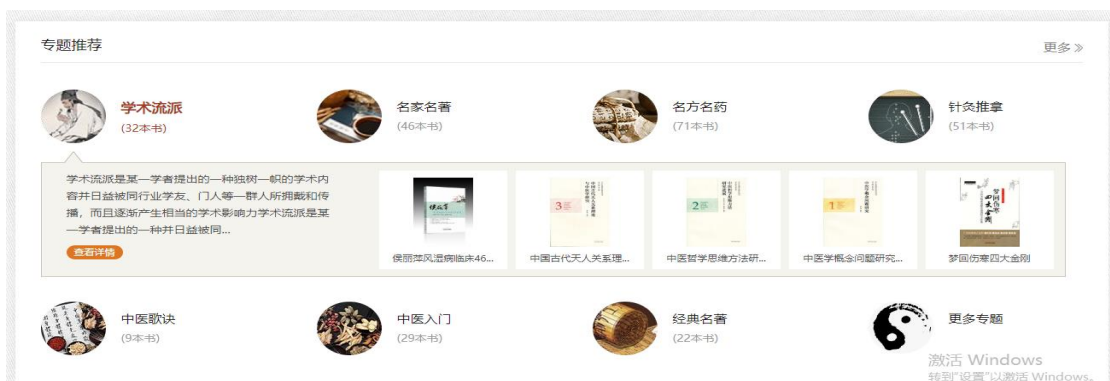 专题推荐
更多》
学术流派
(32本书)
名家名著
(46本书)
名方名药
(71本书)
针灸推拿
(51本书)
学术流派是某一学者提出的一种独树一帜的学术内
容并日益被同行业学友、门人等一群人所拥戴和传
播，而且逐渐产生相当的学术影响力学术流派是某
一学者提出的一种并日益被同...
查看详情
侯丽萍风湿病临床46...
中国古代天人关系理...
中医哲学思维方法研...
中医学概念问题研究...
梦回伤寒四大金刚
中医歌诀
(9本书)
中医入门
(29本书)
经典名著
(22本书)
更多专题
激活 Windows
转到"设置"以激活 Windows。